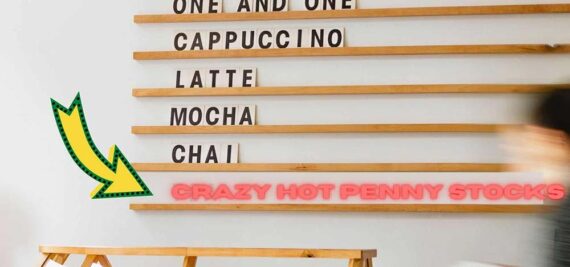 ONE AND ONE
CAPPUCCINO
LATTE
MOCHA
CHAI
CRAZY HOT PENNY STOCKS